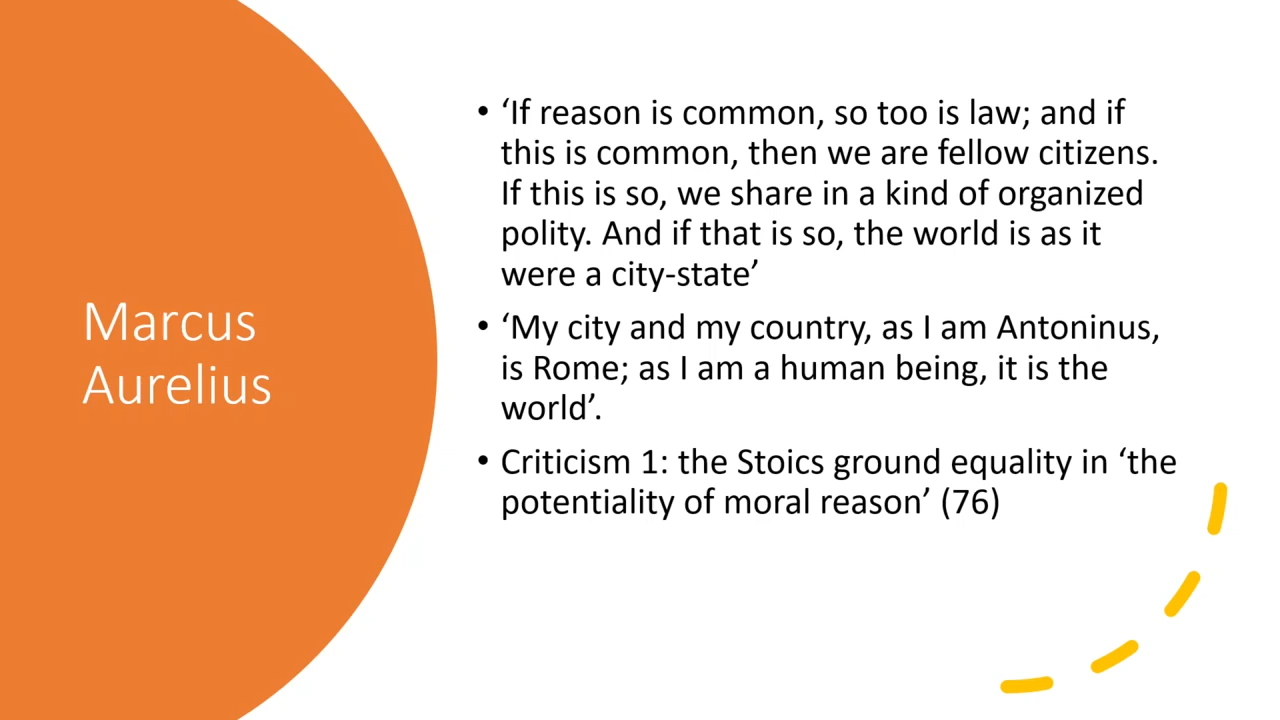 Marcus
Aurelius
• ‘If reason is common, so too is law; and if
this is common, then we are fellow citizens.
If this is so, we share in a kind of organized
polity. And if that is so, the world is as it
were a city-state’
• ‘My city and my country, as I am Antoninus,
is Rome; as I am a human being, it is the
world’.
• Criticism 1: the Stoics ground equality in ‘the
potentiality of moral reason’ (76)